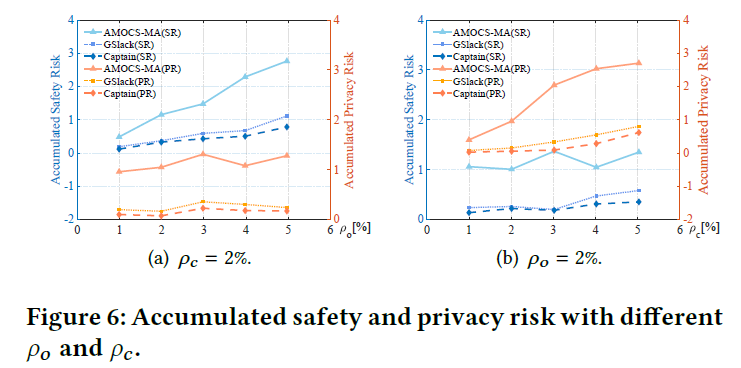 4
3
2
1
0
-1
-2
Accumulated Safety Risk
AMOCS-MA(SR)
GSlack(SR)
Captain(SR)
AMOCS-MA(PR)
GSlack(PR)
Captain(PR)
4
3
2
1
0
Accumulated Privacy Risk
0 1 2 3 4 5 6 ρo[%]
(a) ρc = 2%.
4
3
2
1
0
Accumulated Safety Risk
AMOCS-MA(SR)
GSlack(SR)
Captain(SR)
AMOCS-MA(PR)
GSlack(PR)
Captain(PR)
4
3
2
1
0
-1
-2
Accumulated Privacy Risk
0 1 2 3 4 5 6 ρc[%]
(b) ρo = 2%.
Figure 6: Accumulated safety and privacy risk with different
ρo and ρc.